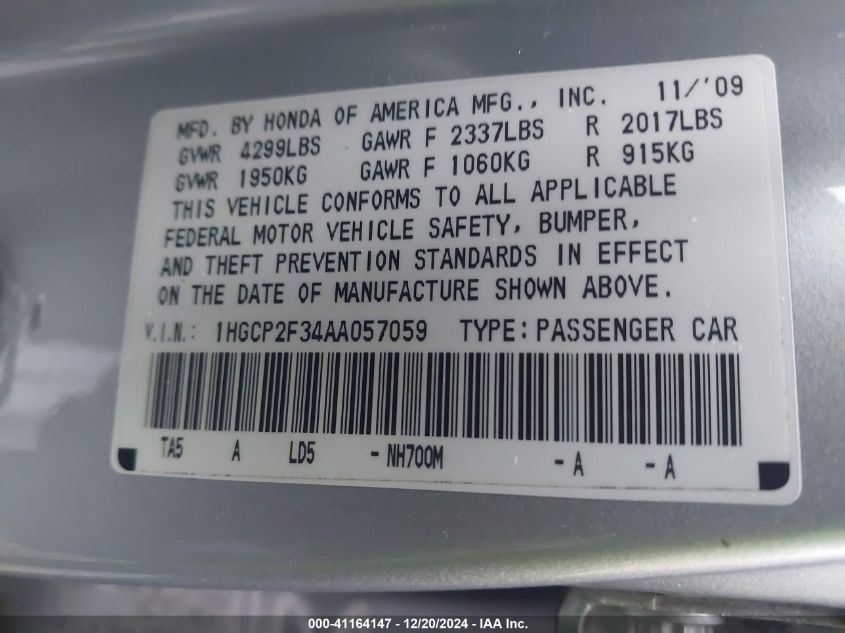 MFD. BY HONDA OF AMERICA MFG., INC. 11/'09
GVWR 4299LBS GAWR F 2337LBS R 2017LBS
GVWR 1950KG GAWR F 1060KG R 915KG
THIS VEHICLE CONFORMS TO ALL APPLICABLE
FEDERAL MOTOR VEHICLE SAFETY, BUMPER,
AND THEFT PREVENTION STANDARDS IN EFFECT
ON THE DATE OF MANUFACTURE SHOWN ABOVE.
V.I.N.: 1HGCP2F34AA057059 TYPE: PASSENGER CAR
TA5 A LD5 - NH700M - A - A
000-41164147 - 12/20/2024 - IAA Inc.